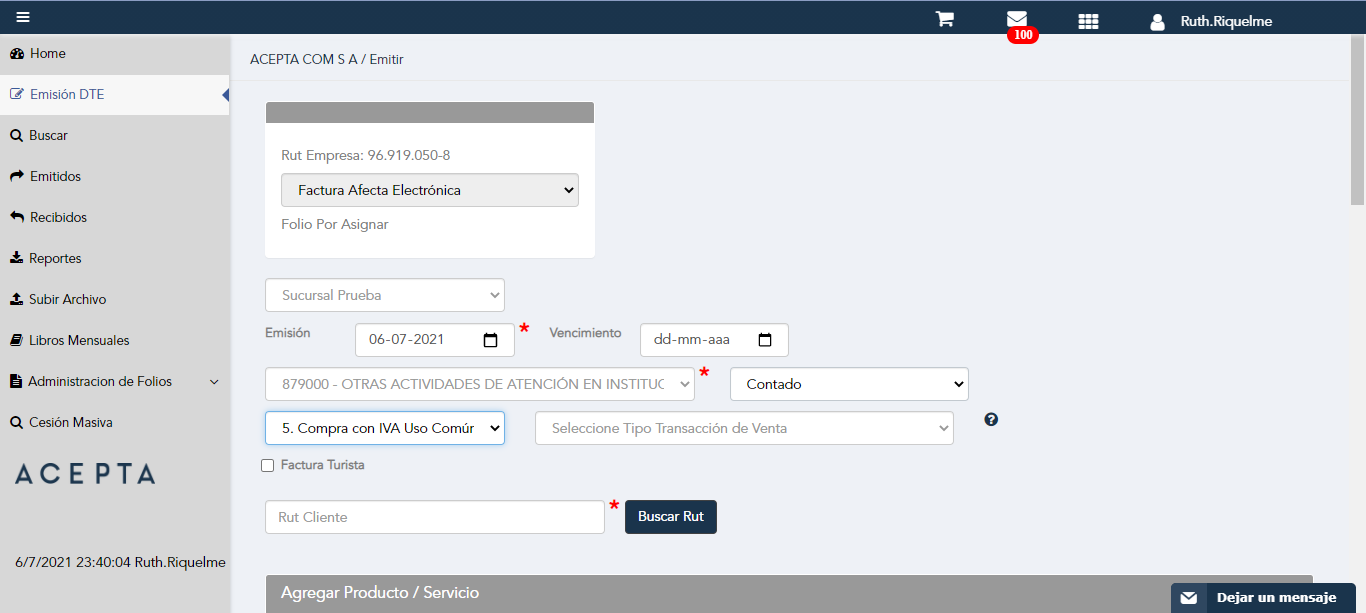 Ruth.Riquelme
100
Home
ACEPTA COM S A / Emitir
Emisión DTE
Buscar
Emitidos
Recibidos
Reportes
Subir Archivo
Libros Mensuales
Administracion de Folios
Cesión Masiva
ACEPTA
6/7/2021 23:40:04 Ruth.Riquelme
Rut Empresa: 96.919.050-8
Factura Afecta Electrónica
Folio Por Asignar
Sucursal Prueba
Emisión 06-07-2021 * Vencimiento dd-mm-aaa
879000 - OTRAS ACTIVIDADES DE ATENCIÓN EN INSTITUC * Contado
5. Compra con IVA Uso Comúr Seleccione Tipo Transacción de Venta ?
Factura Turista
Rut Cliente * Buscar Rut
Agregar Producto / Servicio
Dejar un mensaje